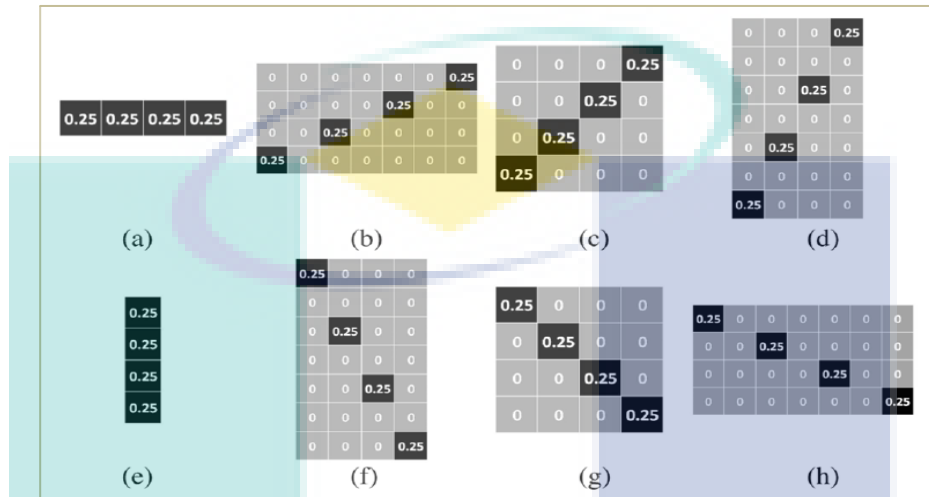 0.25 0.25 0.25 0.25
(a)
0 0 0 0 0 0 0.25
0 0 0 0 0.25 0 0
0 0 0.25 0 0 0 0
0.25 0 0 0 0 0 0
(b)
0 0 0 0.25
0 0 0.25 0
0 0.25 0 0
0.25 0 0 0
(c)
0 0 0 0.25
0 0 0 0
0 0 0.25 0
0 0 0 0
0 0.25 0 0
0 0 0 0
0.25 0 0 0
(d)
0.25
0.25
0.25
0.25
(e)
0.25 0 0 0
0 0 0 0
0 0.25 0 0
0 0 0 0
0 0 0.25 0
0 0 0 0
0 0 0 0.25
(f)
0.25 0 0 0
0 0.25 0 0
0 0 0.25 0
0 0 0 0.25
(g)
0.25 0 0 0 0 0 0
0 0 0.25 0 0 0 0
0 0 0 0 0.25 0 0
0 0 0 0 0 0 0.25
(h)